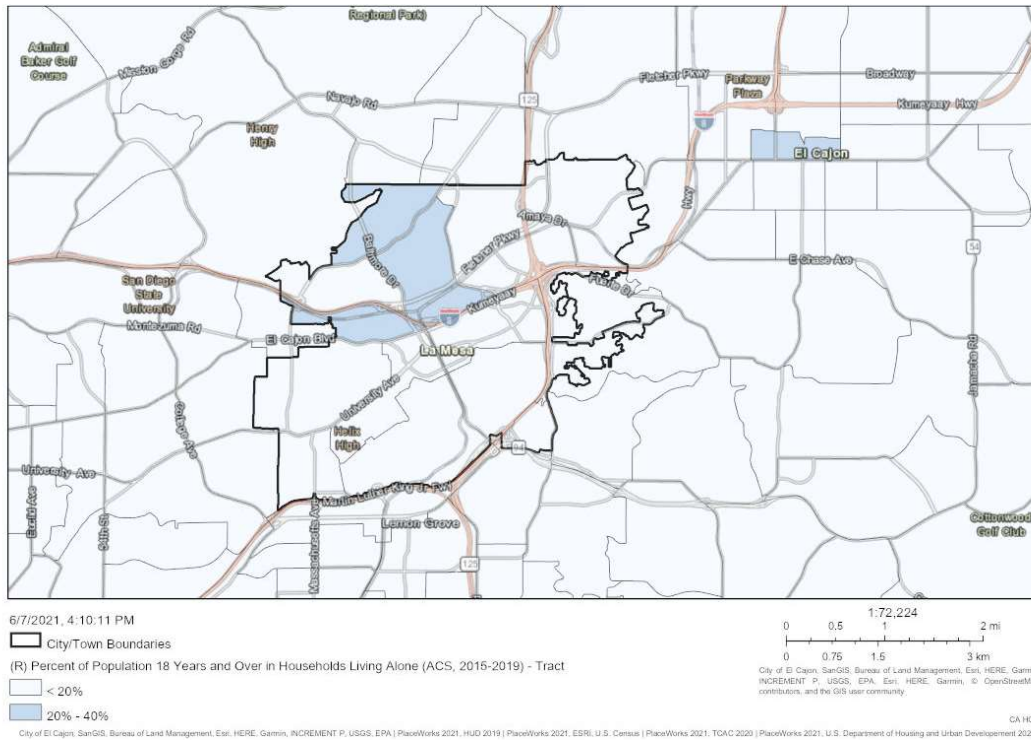 Regional Park)
Admiral
Baker Golf
Course
Mission Gorge Rd
Navajo Rd
Henry
High
125
Fletcher Pkwy
Parkway
Plaza
Broadway
Kumeyaay Hwy
8
El Cajon
Hwy
Amaya Dr
Fletcher Pkwy
Baltimore Dr
Kumeyaay
8
Fuerte Dr
E Chase Ave
54
San Diego
State
University
Montezuma Rd
El Cajon Blvd
La Mesa
University Ave
College Ave
Helix
High
Jamacha Rd
University Ave
Euclid Ave
54th St
Massachusetts Ave
Martin Luther King Jr Fwy
94
Lemon Grove
125
Cottonwood
Golf Club
6/7/2021, 4:10:11 PM
City/Town Boundaries
(R) Percent of Population 18 Years and Over in Households Living Alone (ACS, 2015-2019) - Tract
< 20%
20% - 40%
1:72,224
0 0.5 1 2 mi
0 0.75 1.5 3 km
City of El Cajon, SanGIS, Bureau of Land Management, Esri, HERE, Garm
INCREMENT P, USGS, EPA, Esri, HERE, Garmin, © OpenStreetM
contributors, and the GIS user community
CA HC
City of El Cajon, SanGIS, Bureau of Land Management, Esri, HERE, Garmin, INCREMENT P, USGS, EPA | PlaceWorks 2021, HUD 2019 | PlaceWorks 2021, ESRI, U.S. Census | PlaceWorks 2021, TCAC 2020 | PlaceWorks 2021, U.S. Department of Housing and Urban Developement 202